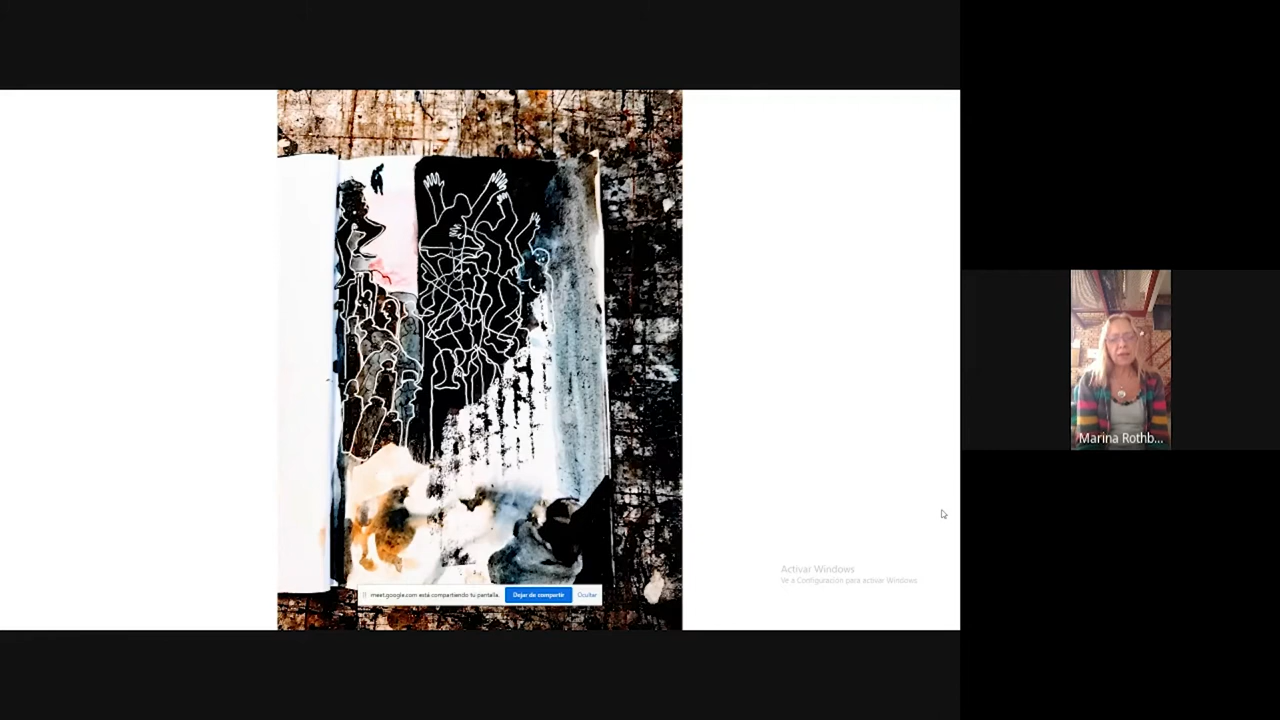 Activar Windows
Ve a Configuración para activar Windows
meet.google.com está compartiendo tu pantalla.
Dejar de compartir
Ocultar
Marina Rothb...